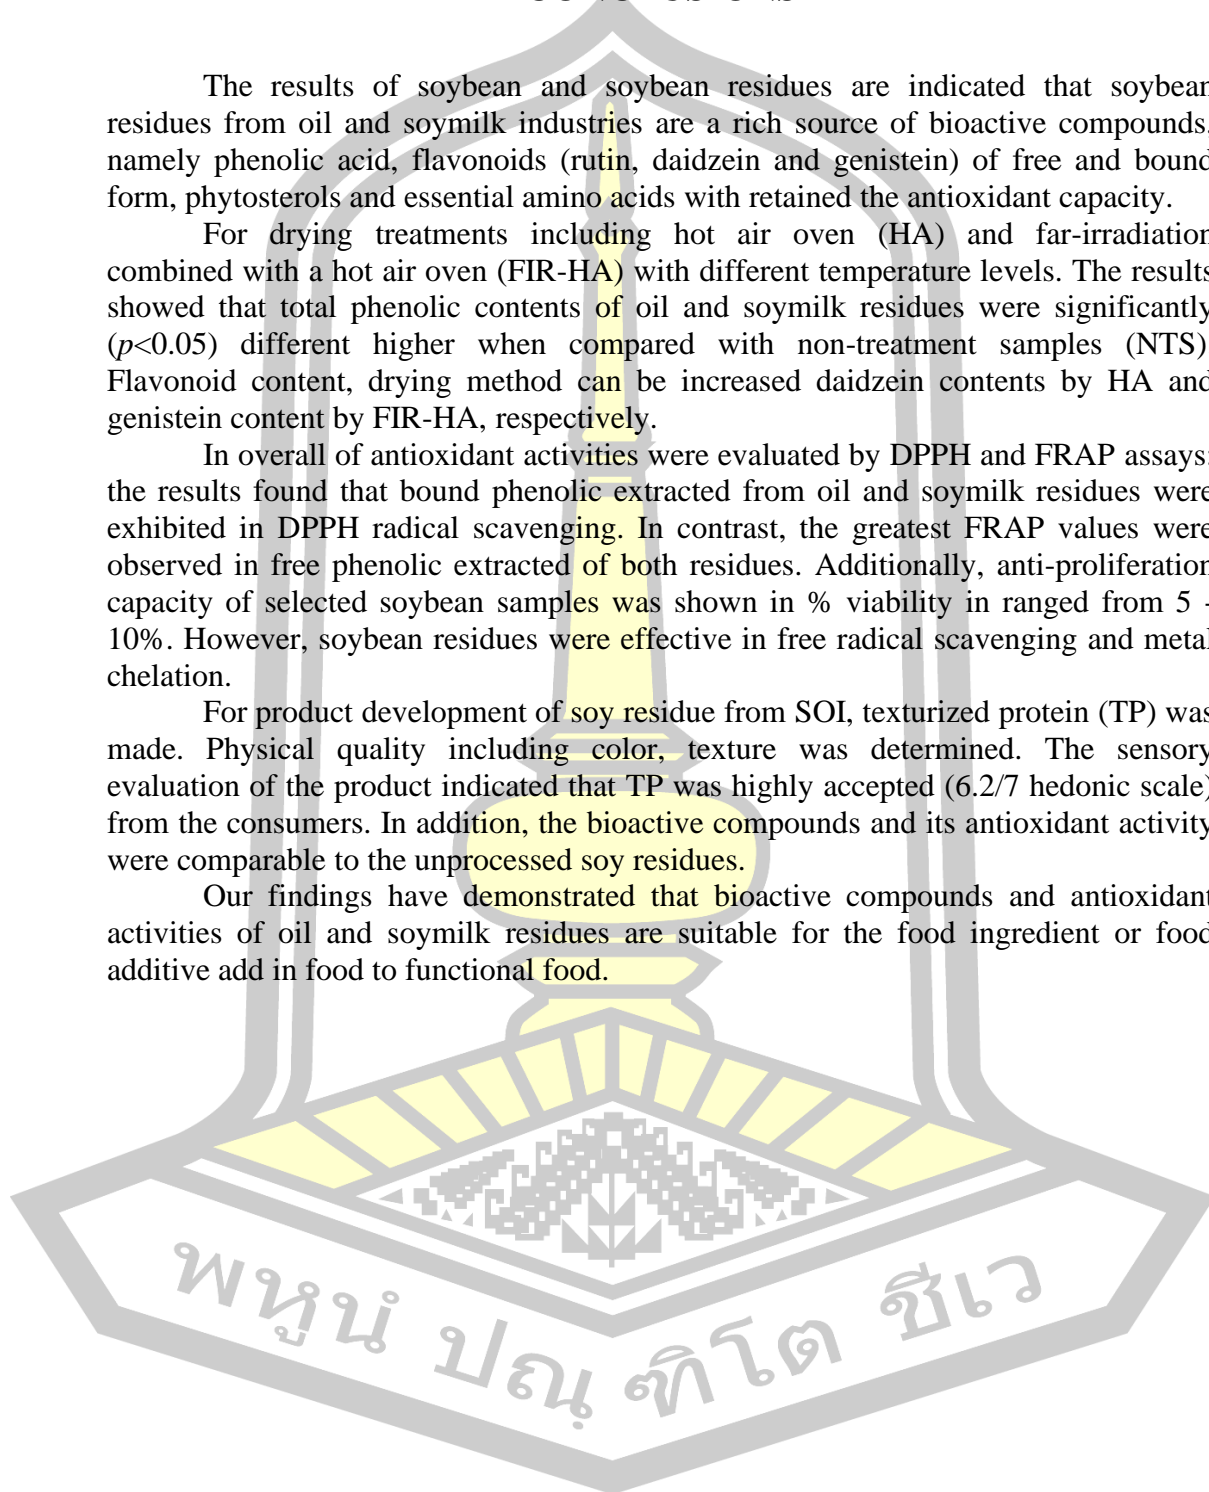 The results of soybean and soybean residues are indicated that soybean
residues from oil and soymilk industries are a rich source of bioactive compounds,
namely phenolic acid, flavonoids (rutin, daidzein and genistein) of free and bound
form, phytosterols and essential amino acids with retained the antioxidant capacity.
For drying treatments including hot air oven (HA) and far-irradiation
combined with a hot air oven (FIR-HA) with different temperature levels. The results
showed that total phenolic contents of oil and soymilk residues were significantly
(p<0.05) different higher when compared with non-treatment samples (NTS)
Flavonoid content, drying method can be increased daidzein contents by HA and
genistein content by FIR-HA, respectively.
In overall of antioxidant activities were evaluated by DPPH and FRAP assays;
the results found that bound phenolic extracted from oil and soymilk residues were
exhibited in DPPH radical scavenging. In contrast, the greatest FRAP values were
observed in free phenolic extracted of both residues. Additionally, anti-proliferation
capacity of selected soybean samples was shown in % viability in ranged from 5 -
10%. However, soybean residues were effective in free radical scavenging and metal
chelation.
For product development of soy residue from SOI, texturized protein (TP) was
made. Physical quality including color, texture was determined. The sensory
evaluation of the product indicated that TP was highly accepted (6.2/7 hedonic scale)
from the consumers. In addition, the bioactive compounds and its antioxidant activity
were comparable to the unprocessed soy residues.
Our findings have demonstrated that bioactive compounds and antioxidant
activities of oil and soymilk residues are suitable for the food ingredient or food
additive add in food to functional food.
พหูนํ ปณฺฑิโต ชีเว